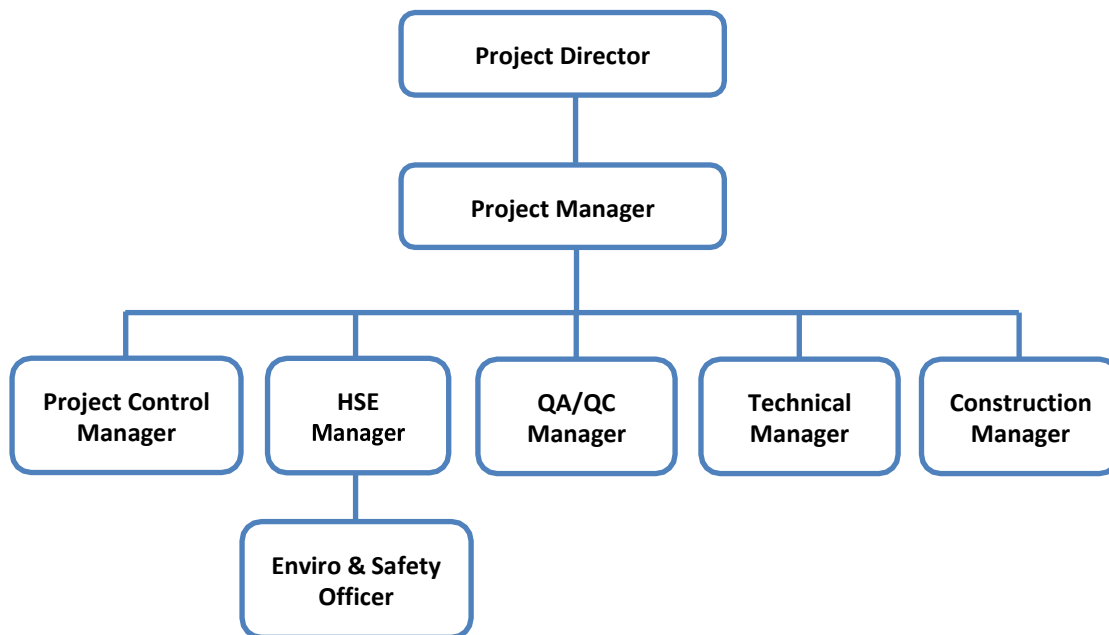 Project Director
Project Manager
Project Control
Manager
HSE
Manager
QA/QC
Manager
Technical
Manager
Construction
Manager
Enviro & Safety
Officer